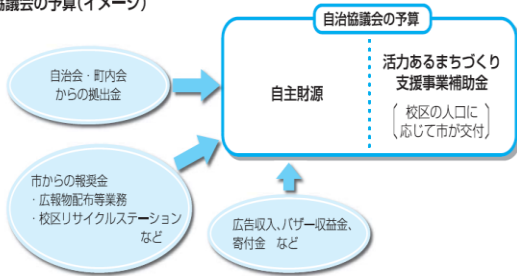 協議会の予算(イメージ)
自治協議会の予算
自治会・町内会
からの拠出金
自主財源
活力あるまちづくり
支援事業補助金
校区の人口に
応じて市が交付
市からの報奨金
・広報物配布等業務
・校区リサイクルステーション
など
広告収入、バザー収益金、
寄付金 など